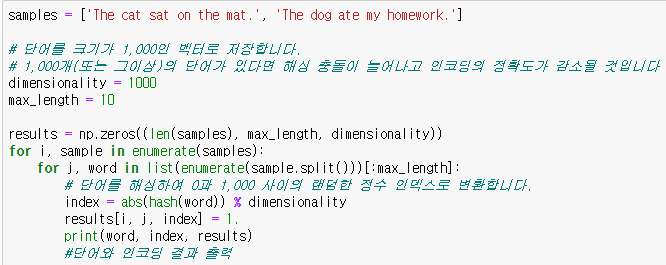 samples = ['The cat sat on the mat.', 'The dog ate my homework.']
# 단어를 크기가 1,000인 벡터로 저장합니다.
# 1,000개(또는 그이상)의 단어가 있다면 해싱 충돌이 늘어나고 인코딩의 정확도가 감소될 것입니다
dimensionality = 1000
max_length = 10
results = np.zeros((len(samples), max_length, dimensionality))
for i, sample in enumerate(samples):
    for j, word in list(enumerate(sample.split()))[:max_length]:
        # 단어를 해싱하여 0과 1,000 사이의 랜덤한 정수 인덱스로 변환합니다.
        index = abs(hash(word)) % dimensionality
        results[i, j, index] = 1.
        print(word, index, results)
        #단어와 인코딩 결과 출력